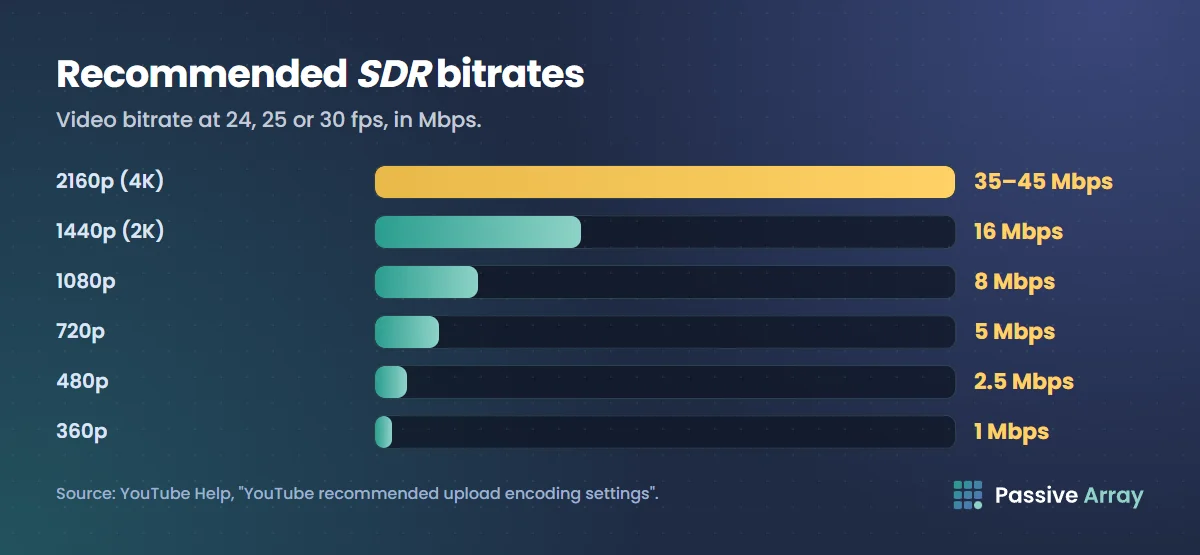 Recommended SDR bitrates
Video bitrate at 24, 25 or 30 fps, in Mbps.
2160p (4K) 35–45 Mbps
1440p (2K) 16 Mbps
1080p 8 Mbps
720p 5 Mbps
480p 2.5 Mbps
360p 1 Mbps
Source: YouTube Help, "YouTube recommended upload encoding settings".
Passive Array